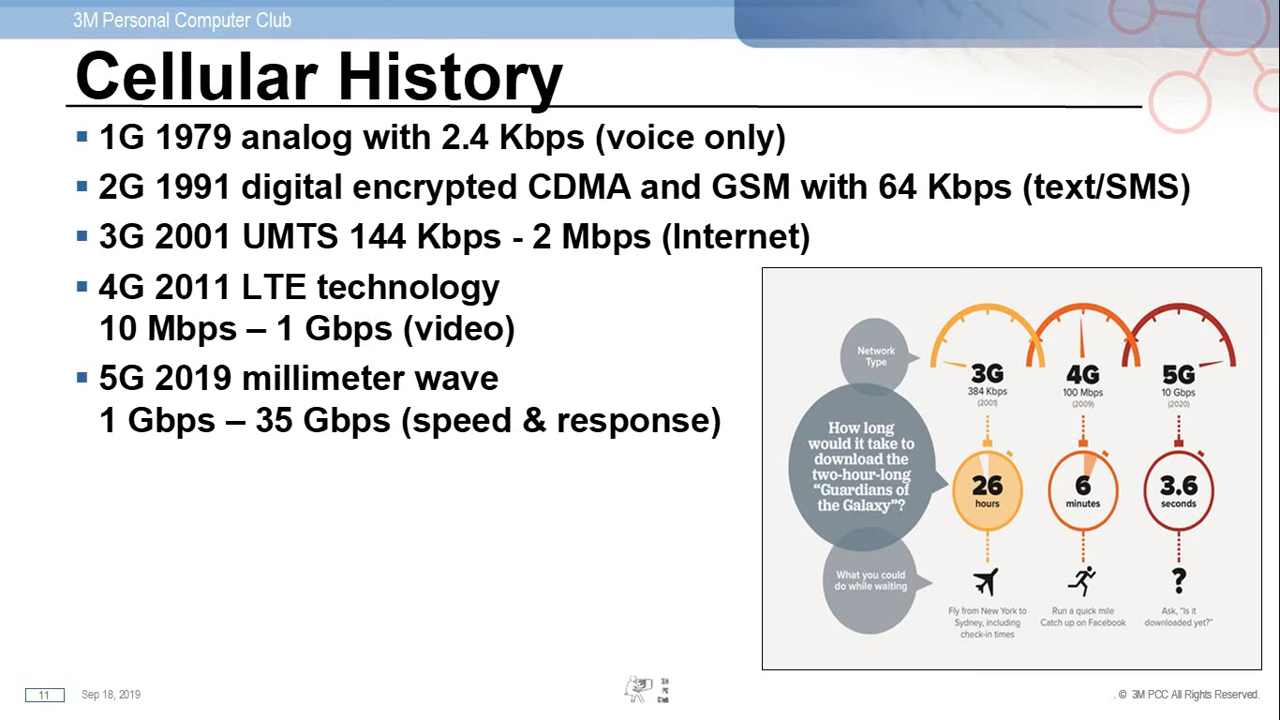 3M Personal Computer Club
Cellular History
1G 1979 analog with 2.4 Kbps (voice only)
2G 1991 digital encrypted CDMA and GSM with 64 Kbps (text/SMS)
3G 2001 UMTS 144 Kbps - 2 Mbps (Internet)
4G 2011 LTE technology
10 Mbps – 1 Gbps (video)
5G 2019 millimeter wave
1 Gbps – 35 Gbps (speed & response)
Network
Type
3G
384 Kbps
(2001)
4G
100 Mbps
(2009)
5G
10 Gbps
(2020)
How long
would it take to
download the
two-hour-long
“Guardians of
the Galaxy”?
26
hours
6
minutes
3.6
seconds
What you could
do while waiting
Fly from New York to
Sydney, including
check-in times
Run a quick mile
Catch up on Facebook
?
Ask, “Is it
downloaded yet?”
11
Sep 18, 2019
. © 3M PCC All Rights Reserved.